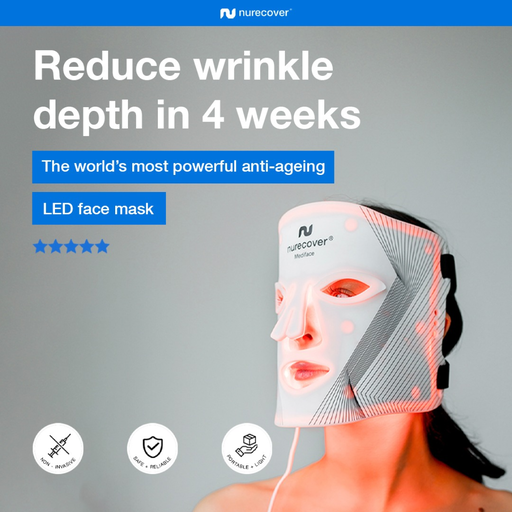 nurecover
Reduce wrinkle
depth in 4 weeks
The world's most powerful anti-ageing
LED face mask
nurecover®
Mediface
NON - INVASIVE
SAFE + RELIABLE
PORTABLE + LIGHT